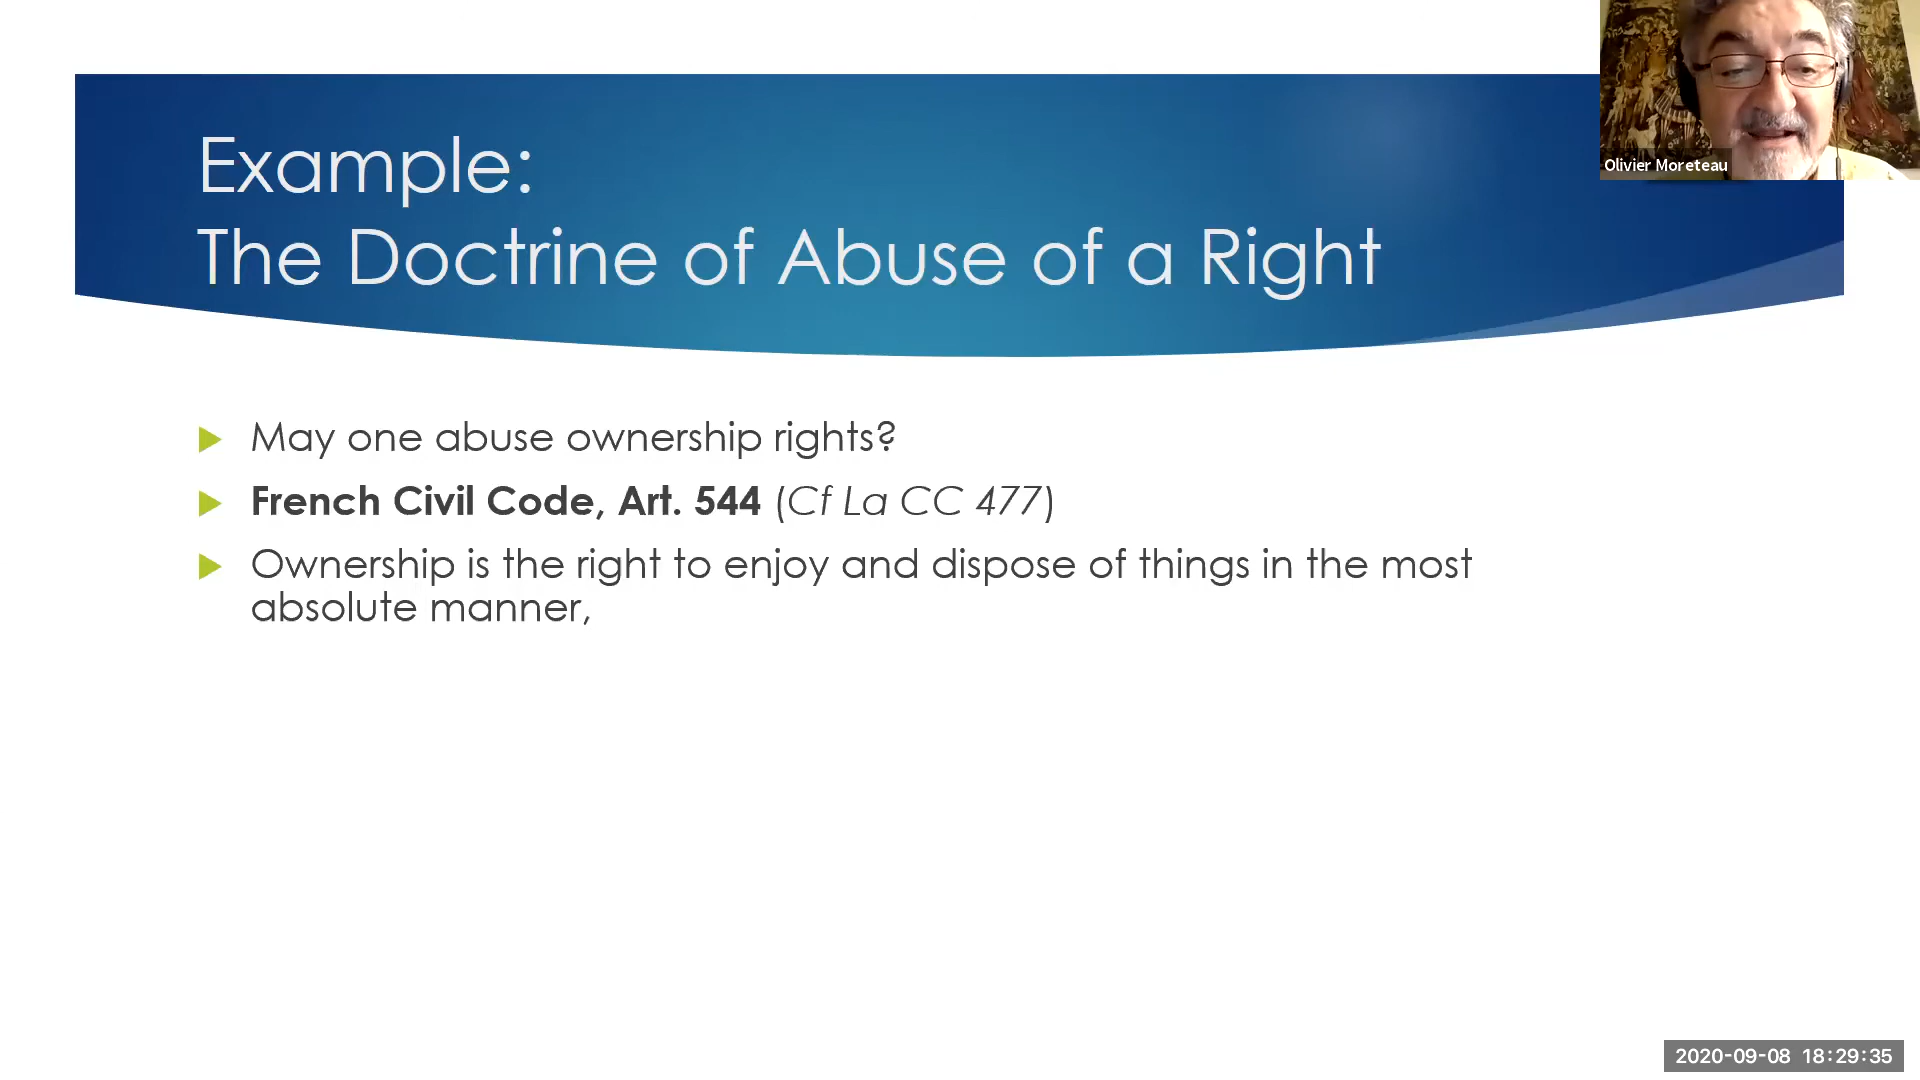 Olivier Moreteau
Example:
The Doctrine of Abuse of a Right
May one abuse ownership rights?
French Civil Code, Art. 544 (Cf La CC 477)
Ownership is the right to enjoy and dispose of things in the most
absolute manner,
2020-09-08 18:29:35